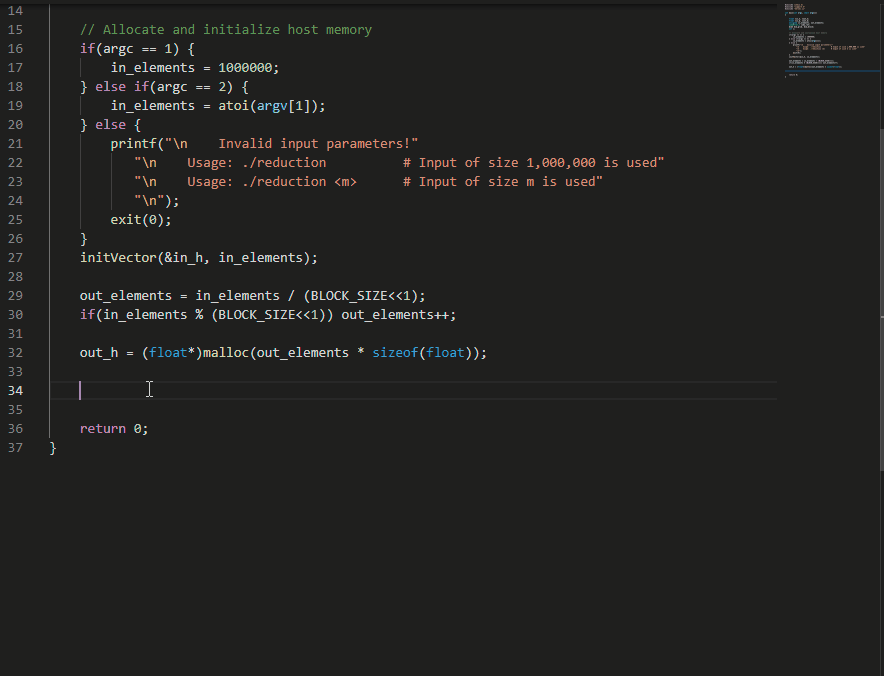 14
15 // Allocate and initialize host memory
16 if(argc == 1) {
17 in_elements = 1000000;
18 } else if(argc == 2) {
19 in_elements = atoi(argv[1]);
20 } else {
21 printf("\n    Invalid input parameters!"
22 "\n    Usage: ./reduction          # Input of size 1,000,000 is used"
23 "\n    Usage: ./reduction <m>      # Input of size m is used"
24 "\n");
25 exit(0);
26 }
27 initVector(&in_h, in_elements);
28
29 out_elements = in_elements / (BLOCK_SIZE<<1);
30 if(in_elements % (BLOCK_SIZE<<1)) out_elements++;
31
32 out_h = (float*)malloc(out_elements * sizeof(float));
33
34
35
36 return 0;
37 }